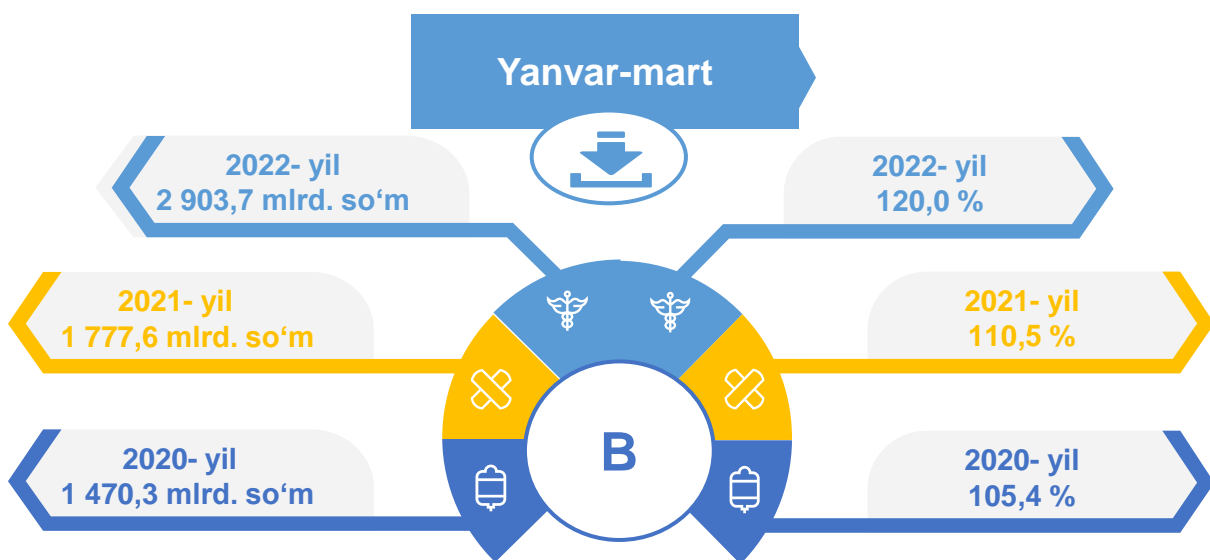 Yanvar-mart
2022- yil
2 903,7 mlrd. so‘m
2022- yil
120,0 %
2021- yil
1 777,6 mlrd. so‘m
2021- yil
110,5 %
B
2020- yil
1 470,3 mlrd. so‘m
2020- yil
105,4 %